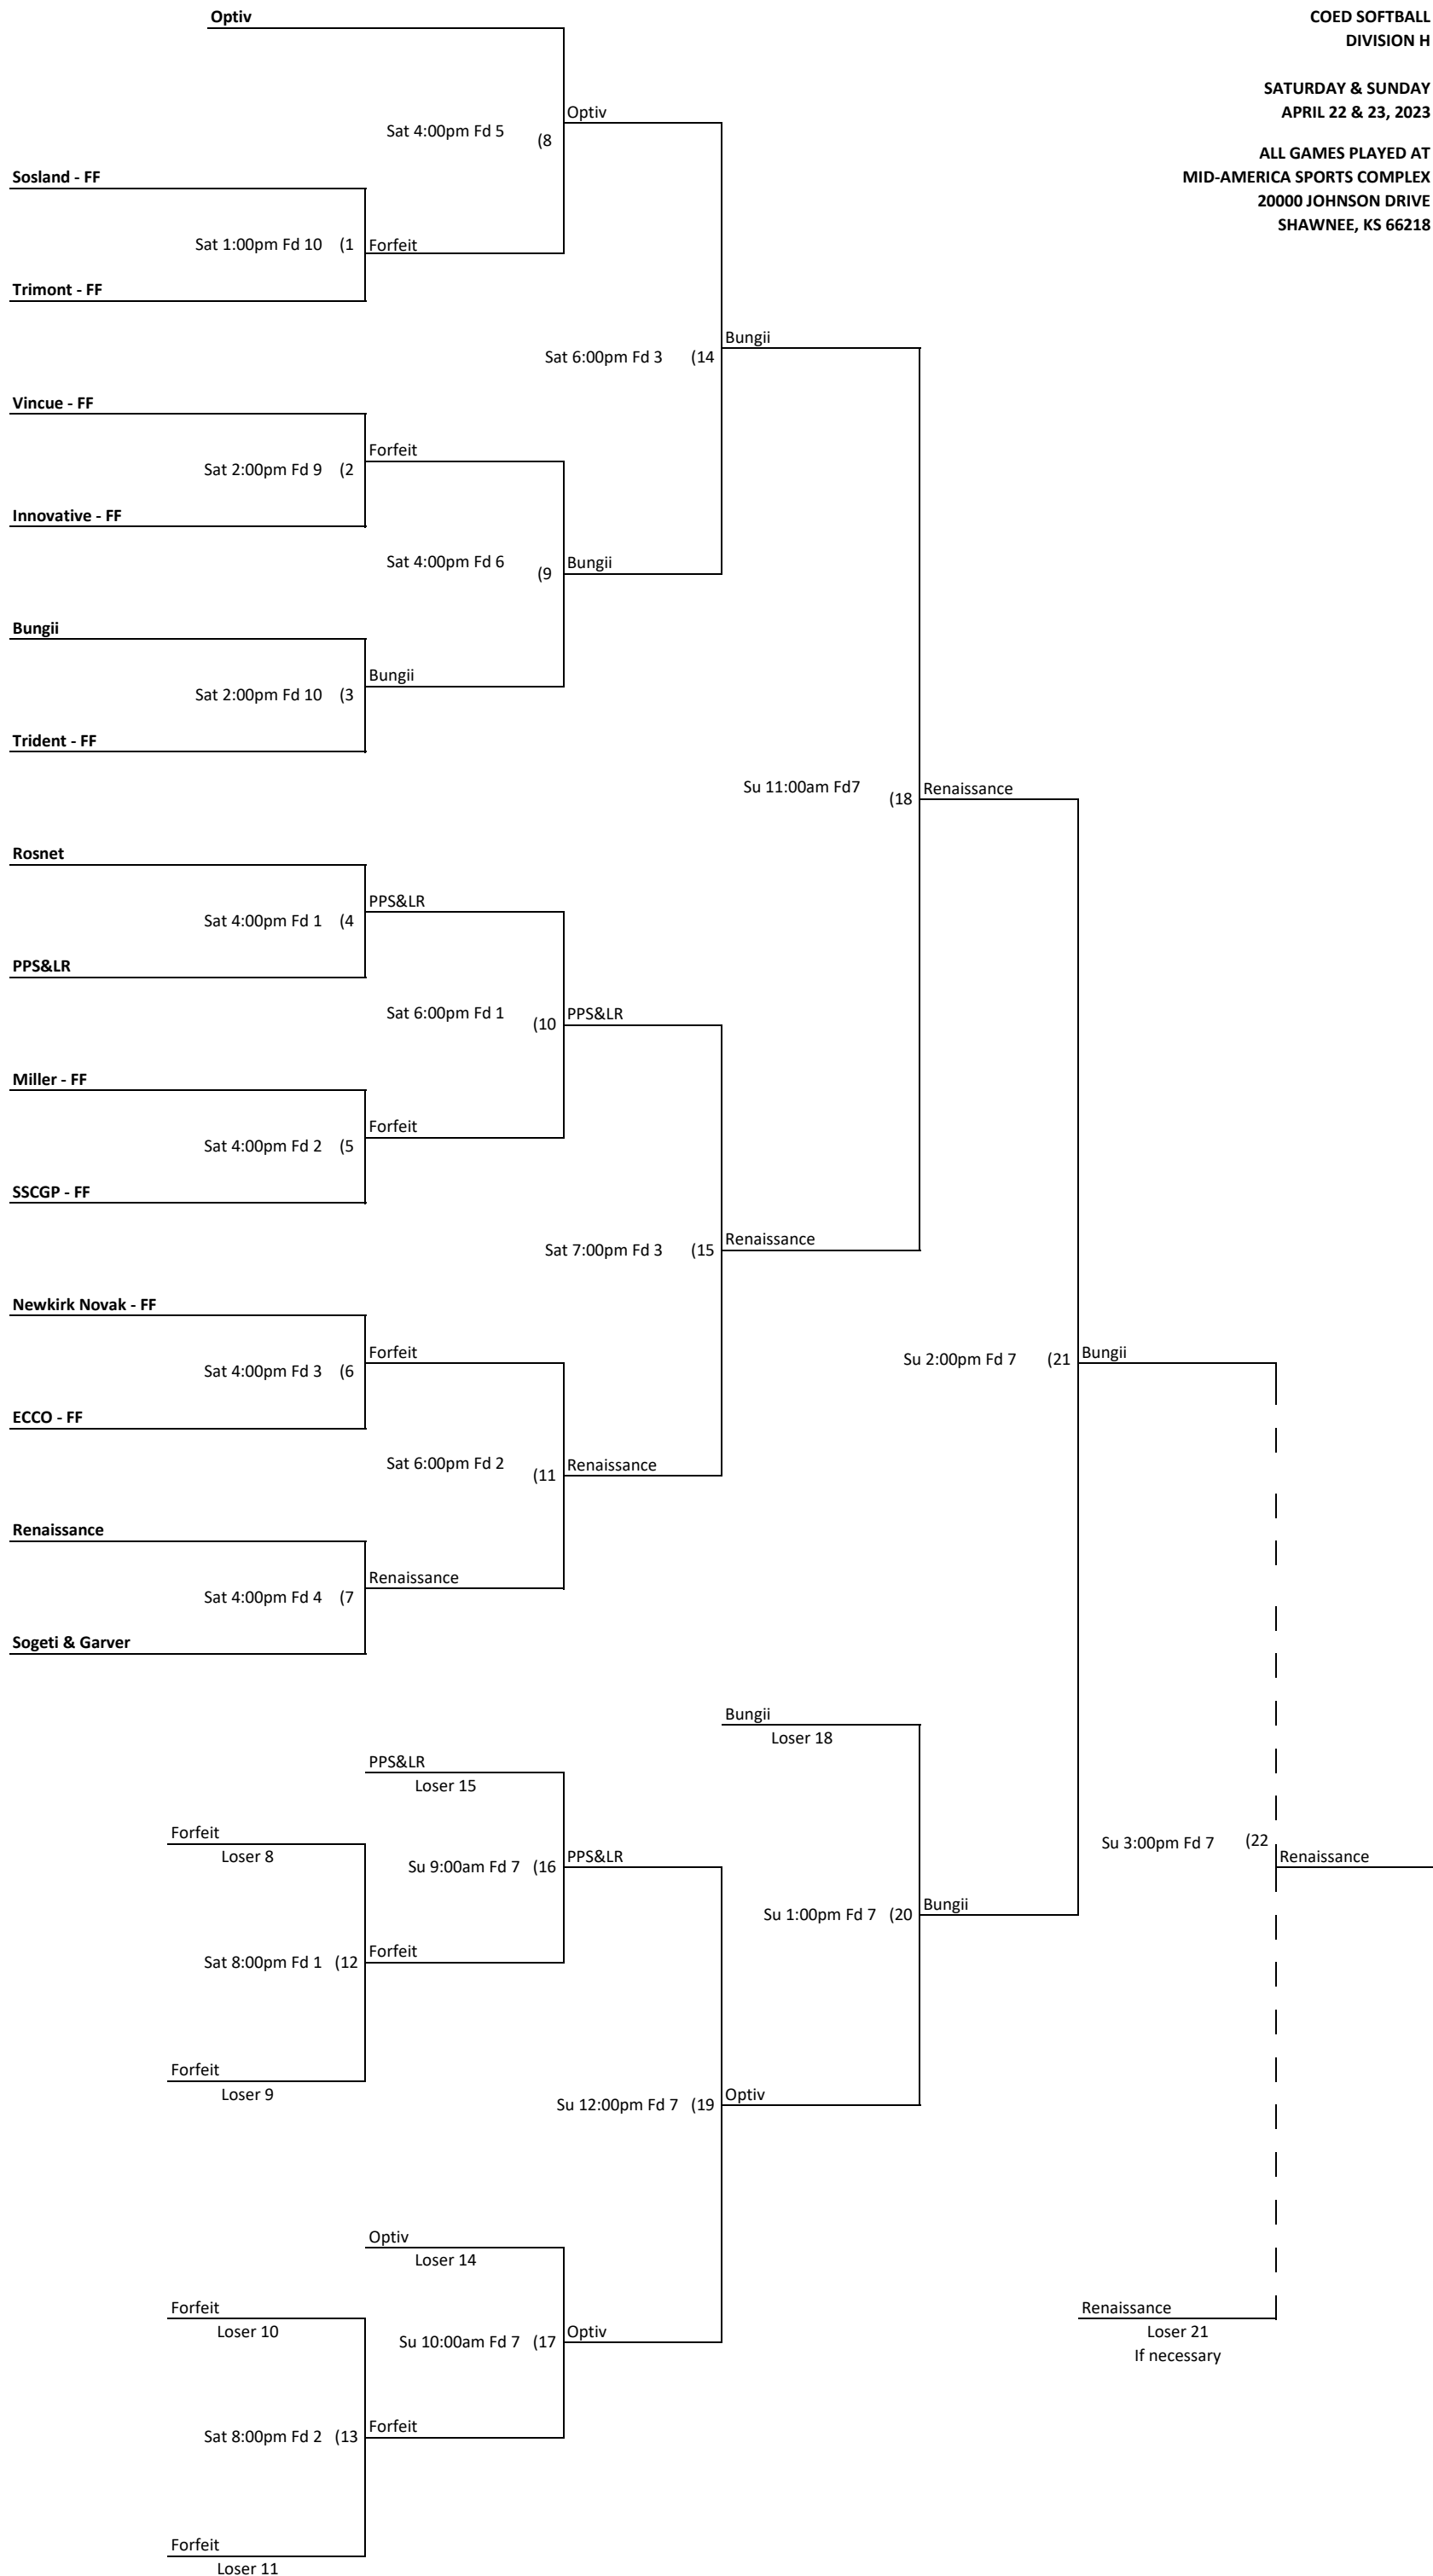 Optiv
COED SOFTBALL
DIVISION H
SATURDAY & SUNDAY
APRIL 22 & 23, 2023
ALL GAMES PLAYED AT
MID-AMERICA SPORTS COMPLEX
20000 JOHNSON DRIVE
SHAWNEE, KS 66218
Optiv
Sat 4:00pm Fd 5 (8
Sosland - FF
Sat 1:00pm Fd 10 (1 Forfeit
Trimont - FF
Bungii
Sat 6:00pm Fd 3 (14
Vincue - FF
Forfeit
Sat 2:00pm Fd 9 (2
Innovative - FF
Sat 4:00pm Fd 6 (9 Bungii
Bungii
Bungii
Sat 2:00pm Fd 10 (3
Trident - FF
Su 11:00am Fd7 (18 Renaissance
Rosnet
PPS&LR
Sat 4:00pm Fd 1 (4
PPS&LR
Sat 6:00pm Fd 1 (10 PPS&LR
Miller - FF
Forfeit
Sat 4:00pm Fd 2 (5
SSCGP - FF
Renaissance
Sat 7:00pm Fd 3 (15
Newkirk Novak - FF
Forfeit
Sat 4:00pm Fd 3 (6
Su 2:00pm Fd 7 (21 Bungii
ECCO - FF
Sat 6:00pm Fd 2 (11 Renaissance
Renaissance
Renaissance
Sat 4:00pm Fd 4 (7
Sogeti & Garver
Bungii
Loser 18
PPS&LR
Loser 15
Forfeit
Loser 8
Su 9:00am Fd 7 (16 PPS&LR
Su 3:00pm Fd 7 (22 Renaissance
Su 1:00pm Fd 7 (20 Bungii
Sat 8:00pm Fd 1 (12 Forfeit
Forfeit
Loser 9
Su 12:00pm Fd 7 (19 Optiv
Optiv
Loser 14
Forfeit
Loser 10
Su 10:00am Fd 7 (17 Optiv
Renaissance
Loser 21
If necessary
Sat 8:00pm Fd 2 (13 Forfeit
Forfeit
Loser 11